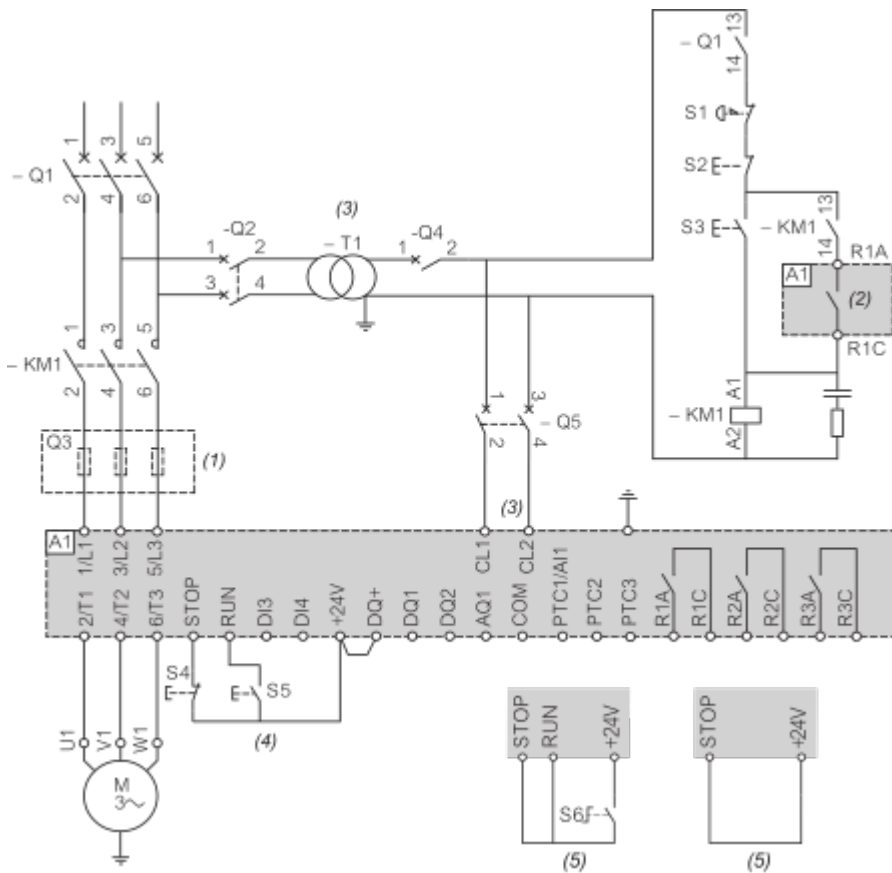 13
– Q1
14
S1
S2
S3
– KM1
13
14
R1A
A1
(2)
R1C
A1
– KM1
A2
1
3
5
– Q1
2
4
6
(3)
-Q2
1
2
3
4
– T1
-Q4
1
2
1
3
5
– KM1
2
4
6
Q3
(1)
1
3
– Q5
2
4
(3)
A1
1/L1
3/L2
5/L3
CL1
CL2
2/T1
4/T2
6/T3
STOP
RUN
DI3
DI4
+24V
DQ+
DQ1
DQ2
AQ1
COM
PTC1/AI1
PTC2
PTC3
R1A
R1C
R2A
R2C
R3A
R3C
S4
S5
(4)
U1
V1
W1
M
3
STOP
RUN
+24V
S6
(5)
STOP
+24V
(5)